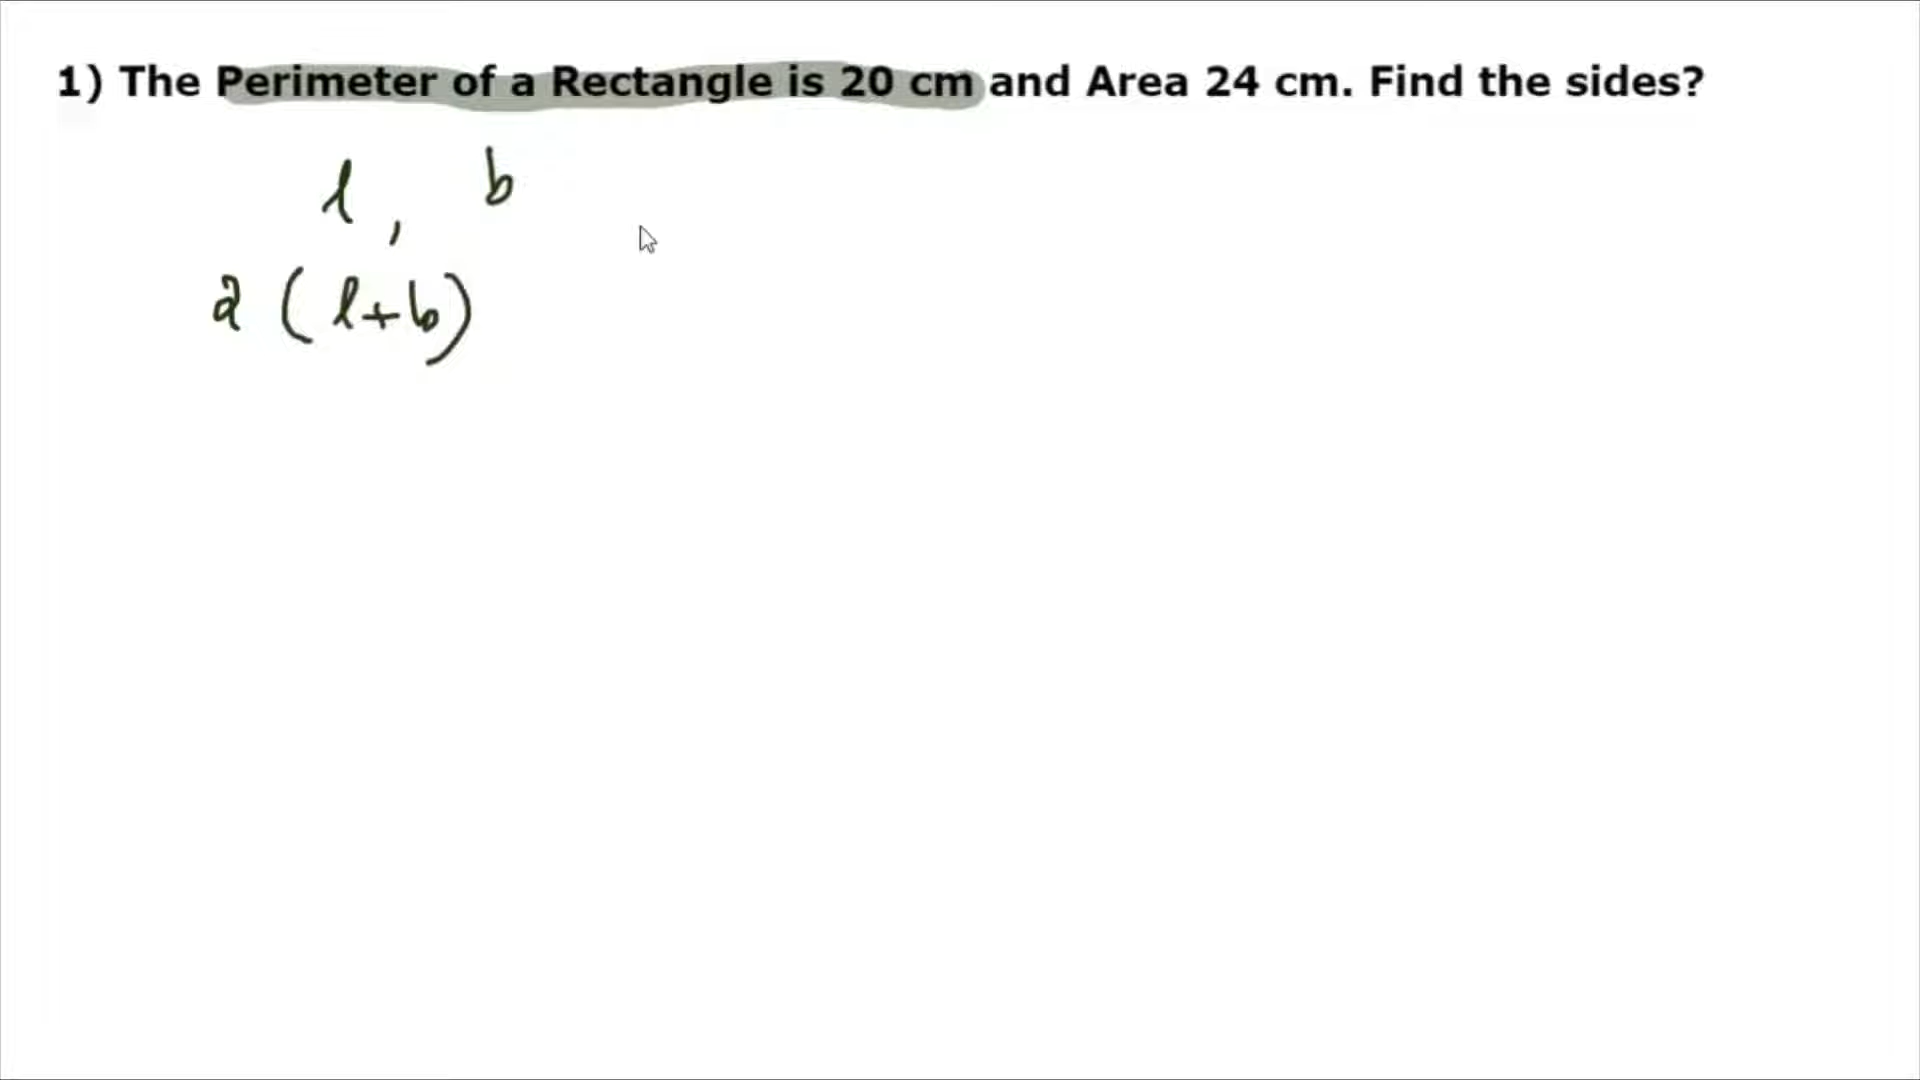 1) The Perimeter of a Rectangle is 20 cm and Area 24 cm. Find the sides?
l , b
2 ( l+b)